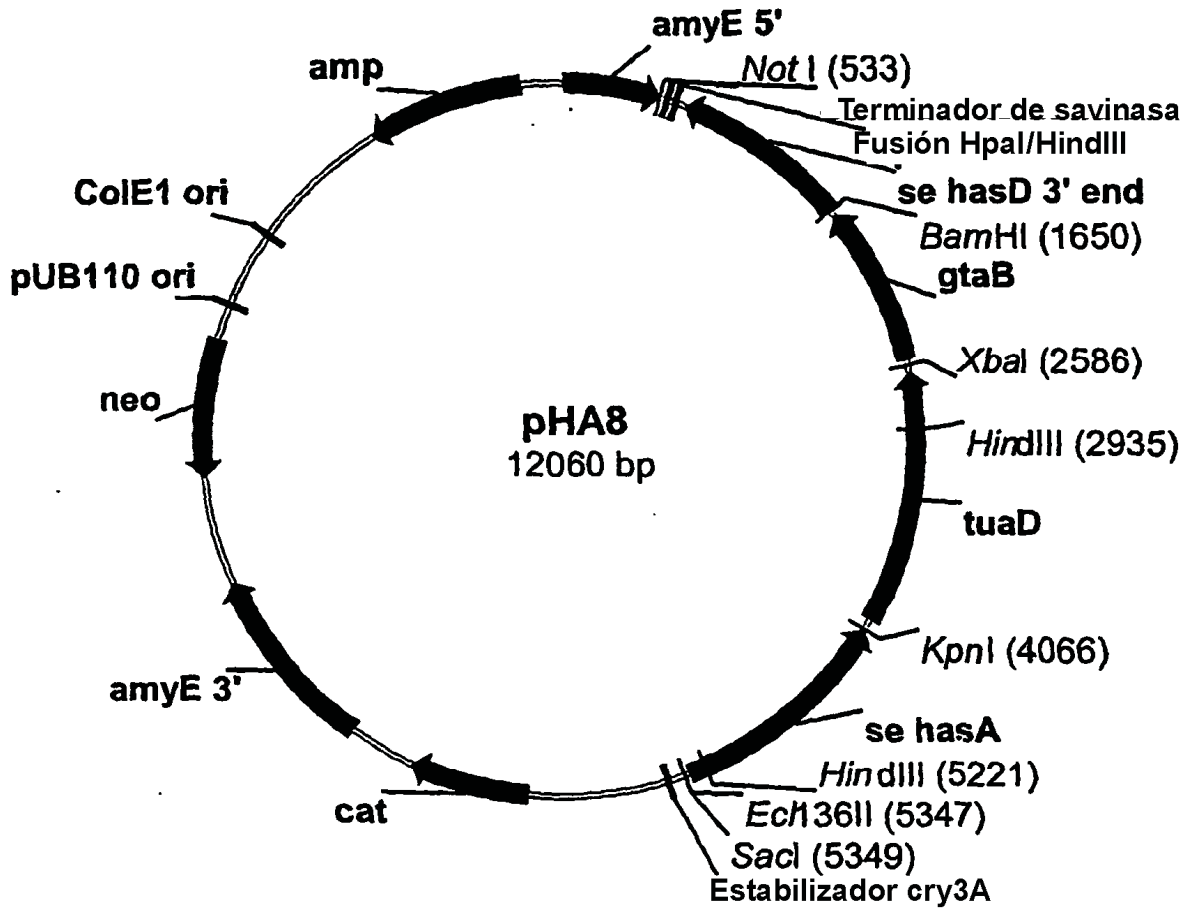 amyE 5'
amp
Not I (533)
Terminador de savinasa
Fusión HpaI/HindIII
se hasD 3' end
BamHI (1650)
gtaB
XbaI (2586)
HindIII (2935)
tuaD
KpnI (4066)
se hasA
HindIII (5221)
Ecl136II (5347)
SacI (5349)
Estabilizador cry3A
cat
amyE 3'
neo
pUB110 ori
ColE1 ori
pHA8
12060 bp